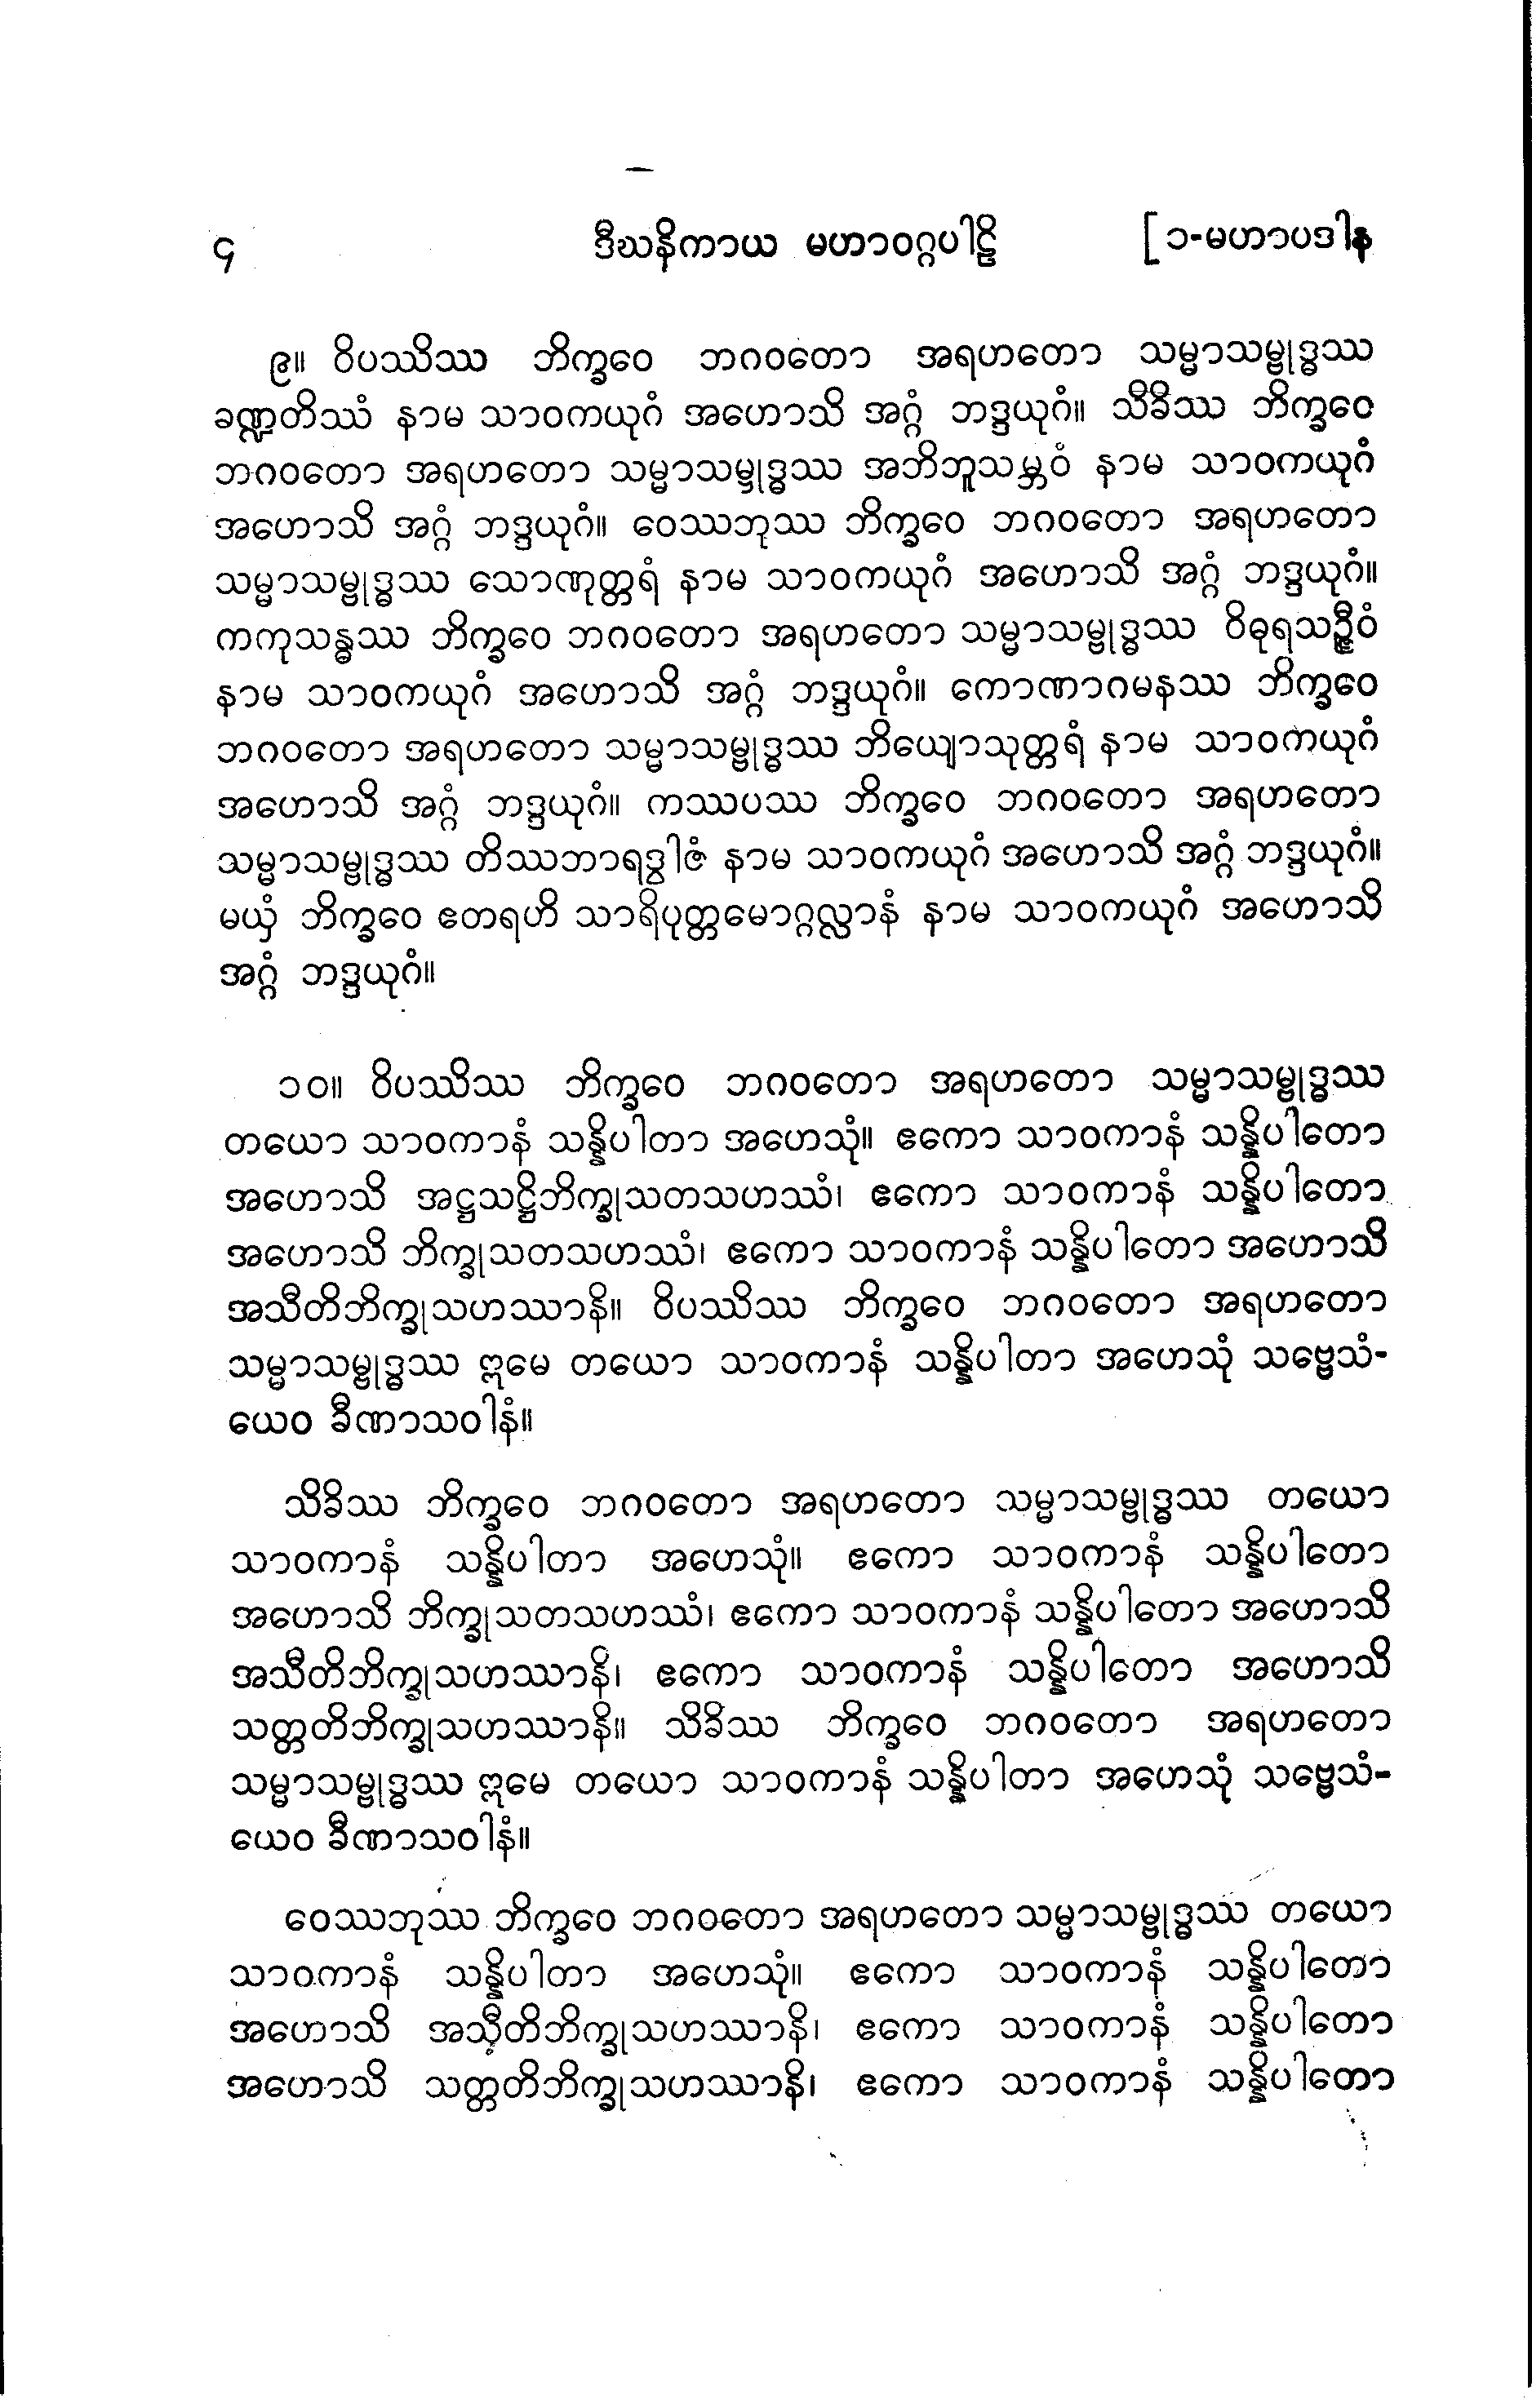 ၄ ဒီဃနိကာယ မဟာဝဂ္ဂပါဠိ [၁-မဟာပဒါန
၉။ ဝိပဿိဿ ဘိက္ခဝေ ဘဂဝတော အရဟတော သမ္မာသမ္ဗုဒ္ဓဿ
ခဏ္ဍတိဿံ နာမ သာဝကယုဂံ အဟောသိ အဂ္ဂံ ဘဒ္ဒယုဂံ။ သိခိဿ ဘိက္ခဝေ
ဘဂဝတော အရဟတော သမ္မာသမ္ဗုဒ္ဓဿ အဘိဘူသမ္ဘဝံ နာမ သာဝကယုဂံ
အဟောသိ အဂ္ဂံ ဘဒ္ဒယုဂံ။ ဝေဿဘုဿ ဘိက္ခဝေ ဘဂဝတော အရဟတော
သမ္မာသမ္ဗုဒ္ဓဿ သောဏုတ္တရံ နာမ သာဝကယုဂံ အဟောသိ အဂ္ဂံ ဘဒ္ဒယုဂံ။
ကကုသန္ဓဿ ဘိက္ခဝေ ဘဂဝတော အရဟတော သမ္မာသမ္ဗုဒ္ဓဿ ဝိဓုရသဉ္ဇီဝံ
နာမ သာဝကယုဂံ အဟောသိ အဂ္ဂံ ဘဒ္ဒယုဂံ။ ကောဏာဂမနဿ ဘိက္ခဝေ
ဘဂဝတော အရဟတော သမ္မာသမ္ဗုဒ္ဓဿ ဘိယျောသုတ္တရံ နာမ သာဝကယုဂံ
အဟောသိ အဂ္ဂံ ဘဒ္ဒယုဂံ။ ကဿပဿ ဘိက္ခဝေ ဘဂဝတော အရဟတော
သမ္မာသမ္ဗုဒ္ဓဿ တိဿဘာရဒွါဇံ နာမ သာဝကယုဂံ အဟောသိ အဂ္ဂံ ဘဒ္ဒယုဂံ။
မယှံ ဘိက္ခဝေ ဧတရဟိ သာရိပုတ္တမောဂ္ဂလ္လာနံ နာမ သာဝကယုဂံ အဟောသိ
အဂ္ဂံ ဘဒ္ဒယုဂံ။
၁၀။ ဝိပဿိဿ ဘိက္ခဝေ ဘဂဝတော အရဟတော သမ္မာသမ္ဗုဒ္ဓဿ
တယော သာဝကာနံ သန္နိပါတာ အဟေသုံ။ ဧကော သာဝကာနံ သန္နိပါတော
အဟောသိ အဋ္ဌသဋ္ဌိဘိက္ခုသတသဟဿံ၊ ဧကော သာဝကာနံ သန္နိပါတော
အဟောသိ ဘိက္ခုသတသဟဿံ၊ ဧကော သာဝကာနံ သန္နိပါတော အဟောသိ
အသီတိဘိက္ခုသဟဿာနိ။ ဝိပဿိဿ ဘိက္ခဝေ ဘဂဝတော အရဟတော
သမ္မာသမ္ဗုဒ္ဓဿ ဣမေ တယော သာဝကာနံ သန္နိပါတာ အဟေသုံ သဗ္ဗေသံ-
ယေဝ ခီဏာသဝါနံ။
သိခိဿ ဘိက္ခဝေ ဘဂဝတော အရဟတော သမ္မာသမ္ဗုဒ္ဓဿ တယော
သာဝကာနံ သန္နိပါတာ အဟေသုံ။ ဧကော သာဝကာနံ သန္နိပါတော
အဟောသိ ဘိက္ခုသတသဟဿံ၊ ဧကော သာဝကာနံ သန္နိပါတော အဟောသိ
အသီတိဘိက္ခုသဟဿာနိ၊ ဧကော သာဝကာနံ သန္နိပါတော အဟောသိ
သတ္တတိဘိက္ခုသဟဿာနိ။ သိခိဿ ဘိက္ခဝေ ဘဂဝတော အရဟတော
သမ္မာသမ္ဗုဒ္ဓဿ ဣမေ တယော သာဝကာနံ သန္နိပါတာ အဟေသုံ သဗ္ဗေသံ-
ယေဝ ခီဏာသဝါနံ။
ဝေဿဘုဿ ဘိက္ခဝေ ဘဂဝတော အရဟတော သမ္မာသမ္ဗုဒ္ဓဿ တယော
သာဝကာနံ သန္နိပါတာ အဟေသုံ။ ဧကော သာဝကာနံ သန္နိပါတော
အဟောသိ အသီတိဘိက္ခုသဟဿာနိ၊ ဧကော သာဝကာနံ သန္နိပါတော
အဟောသိ သတ္တတိဘိက္ခုသဟဿာနိ၊ ဧကော သာဝကာနံ သန္နိပါတော